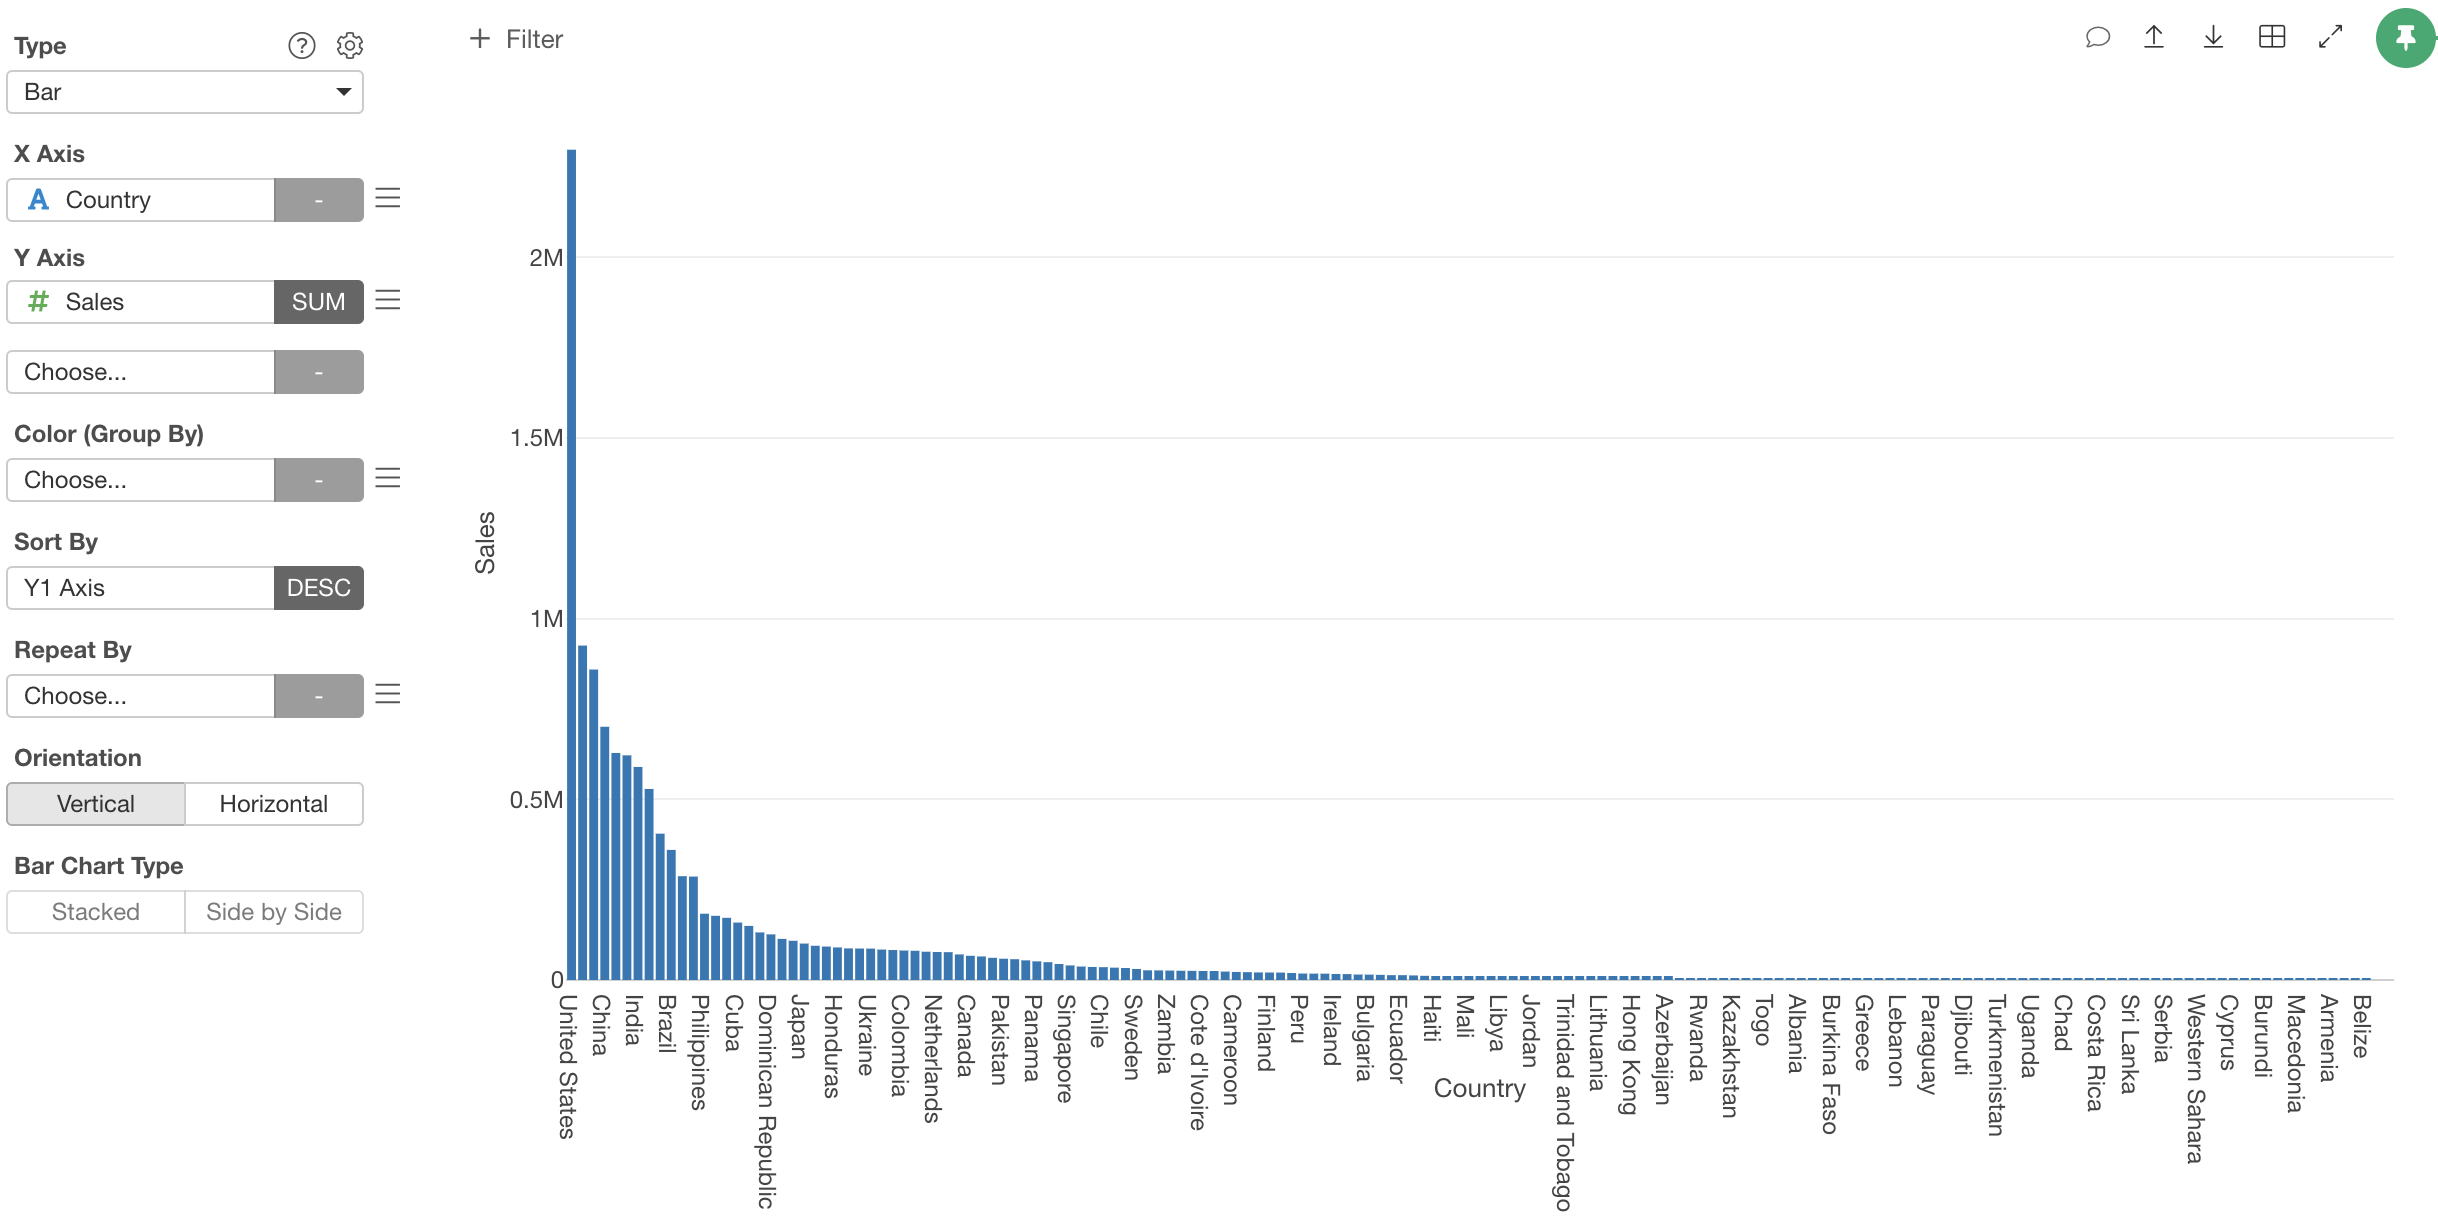 Type
Bar
X Axis
A Country -
Y Axis
# Sales SUM
Choose... -
Color (Group By)
Choose... -
Sort By
Y1 Axis DESC
Repeat By
Choose... -
Orientation
Vertical Horizontal
Bar Chart Type
Stacked Side by Side
+ Filter
2M
1.5M
1M
0.5M
0
Sales
United States
China
India
Brazil
Philippines
Cuba
Dominican Republic
Japan
Honduras
Ukraine
Colombia
Netherlands
Canada
Pakistan
Panama
Singapore
Chile
Sweden
Zambia
Cote d'Ivoire
Cameroon
Finland
Peru
Ireland
Bulgaria
Ecuador
Haiti
Mali
Libya
Jordan
Trinidad and Tobago
Lithuania
Hong Kong
Azerbaijan
Rwanda
Kazakhstan
Togo
Albania
Burkina Faso
Greece
Lebanon
Paraguay
Djibouti
Turkmenistan
Uganda
Chad
Costa Rica
Sri Lanka
Serbia
Western Sahara
Cyprus
Burundi
Macedonia
Armenia
Belize
Country